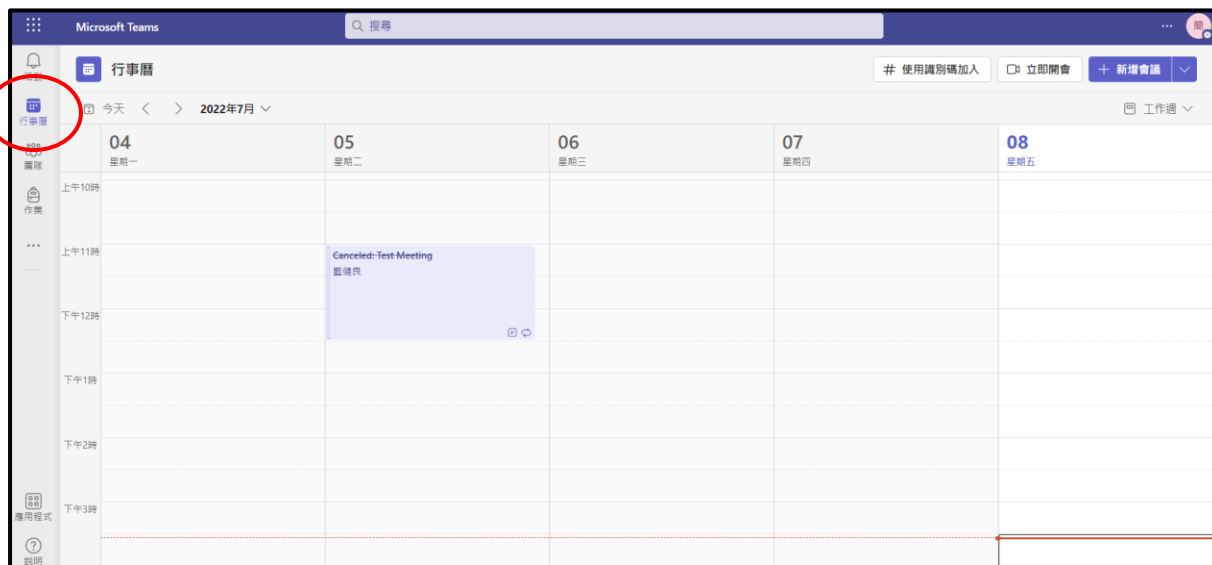 Microsoft Teams
搜尋
簡
活動
行事曆
# 使用識別碼加入
立即開會
+ 新增會議
行事曆
今天
2022年7月
工作週
04
星期一
05
星期二
06
星期三
07
星期四
08
星期五
團隊
作業
上午10時
上午11時
Canceled: Test Meeting
藍健良
下午12時
下午1時
下午2時
下午3時
應用程式
說明